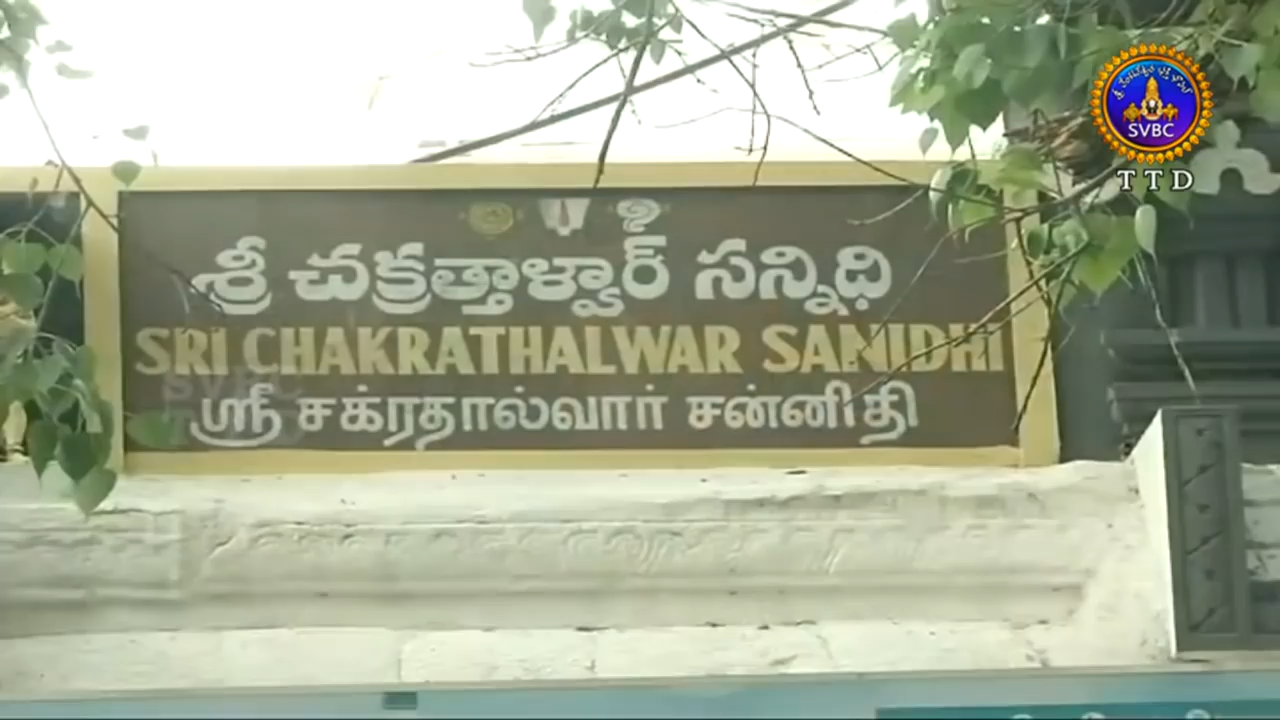 శ్రీ చక్రత్తాళ్వార్ సన్నిధి
SRI CHAKRATHALWAR SANIDHI
ஸ்ரீ சக்ரதால்வார் சன்னிதி
SVBC
TTD